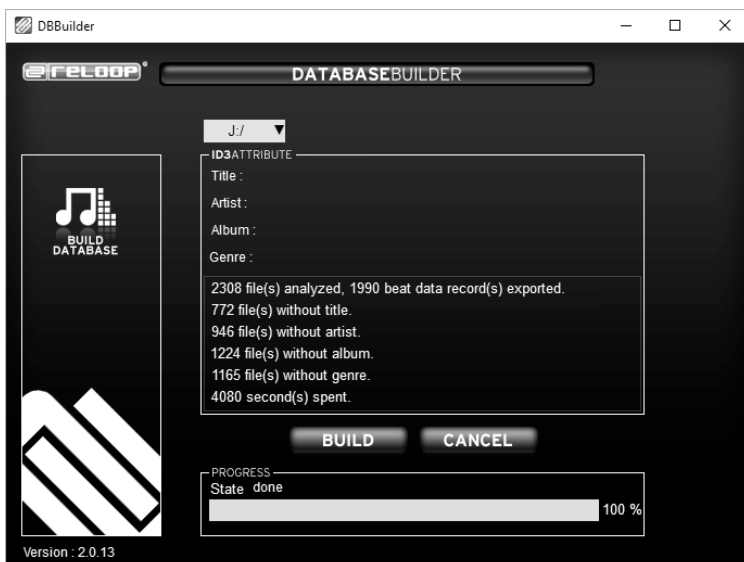 DBBuilder
reloop®
DATABASEBUILDER
J:/
ID3ATTRIBUTE
Title :
Artist :
Album :
Genre :
BUILD
DATABASE
2308 file(s) analyzed, 1990 beat data record(s) exported.
772 file(s) without title.
946 file(s) without artist.
1224 file(s) without album.
1165 file(s) without genre.
4080 second(s) spent.
BUILD CANCEL
PROGRESS
State done
100 %
Version : 2.0.13